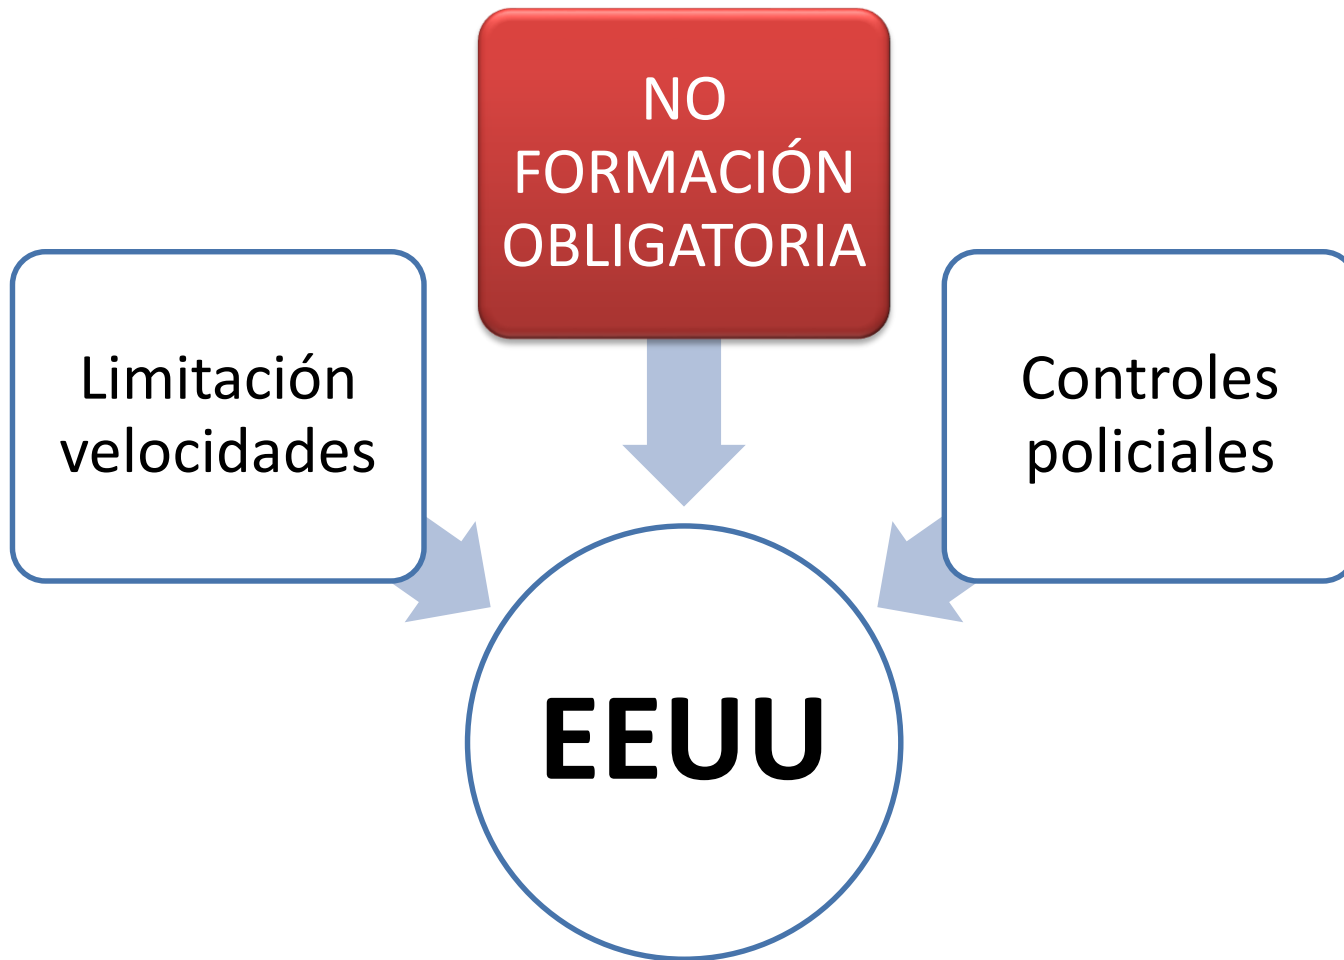 NO
FORMACIÓN
OBLIGATORIA
Limitación
velocidades
Controles
policiales
EEUU